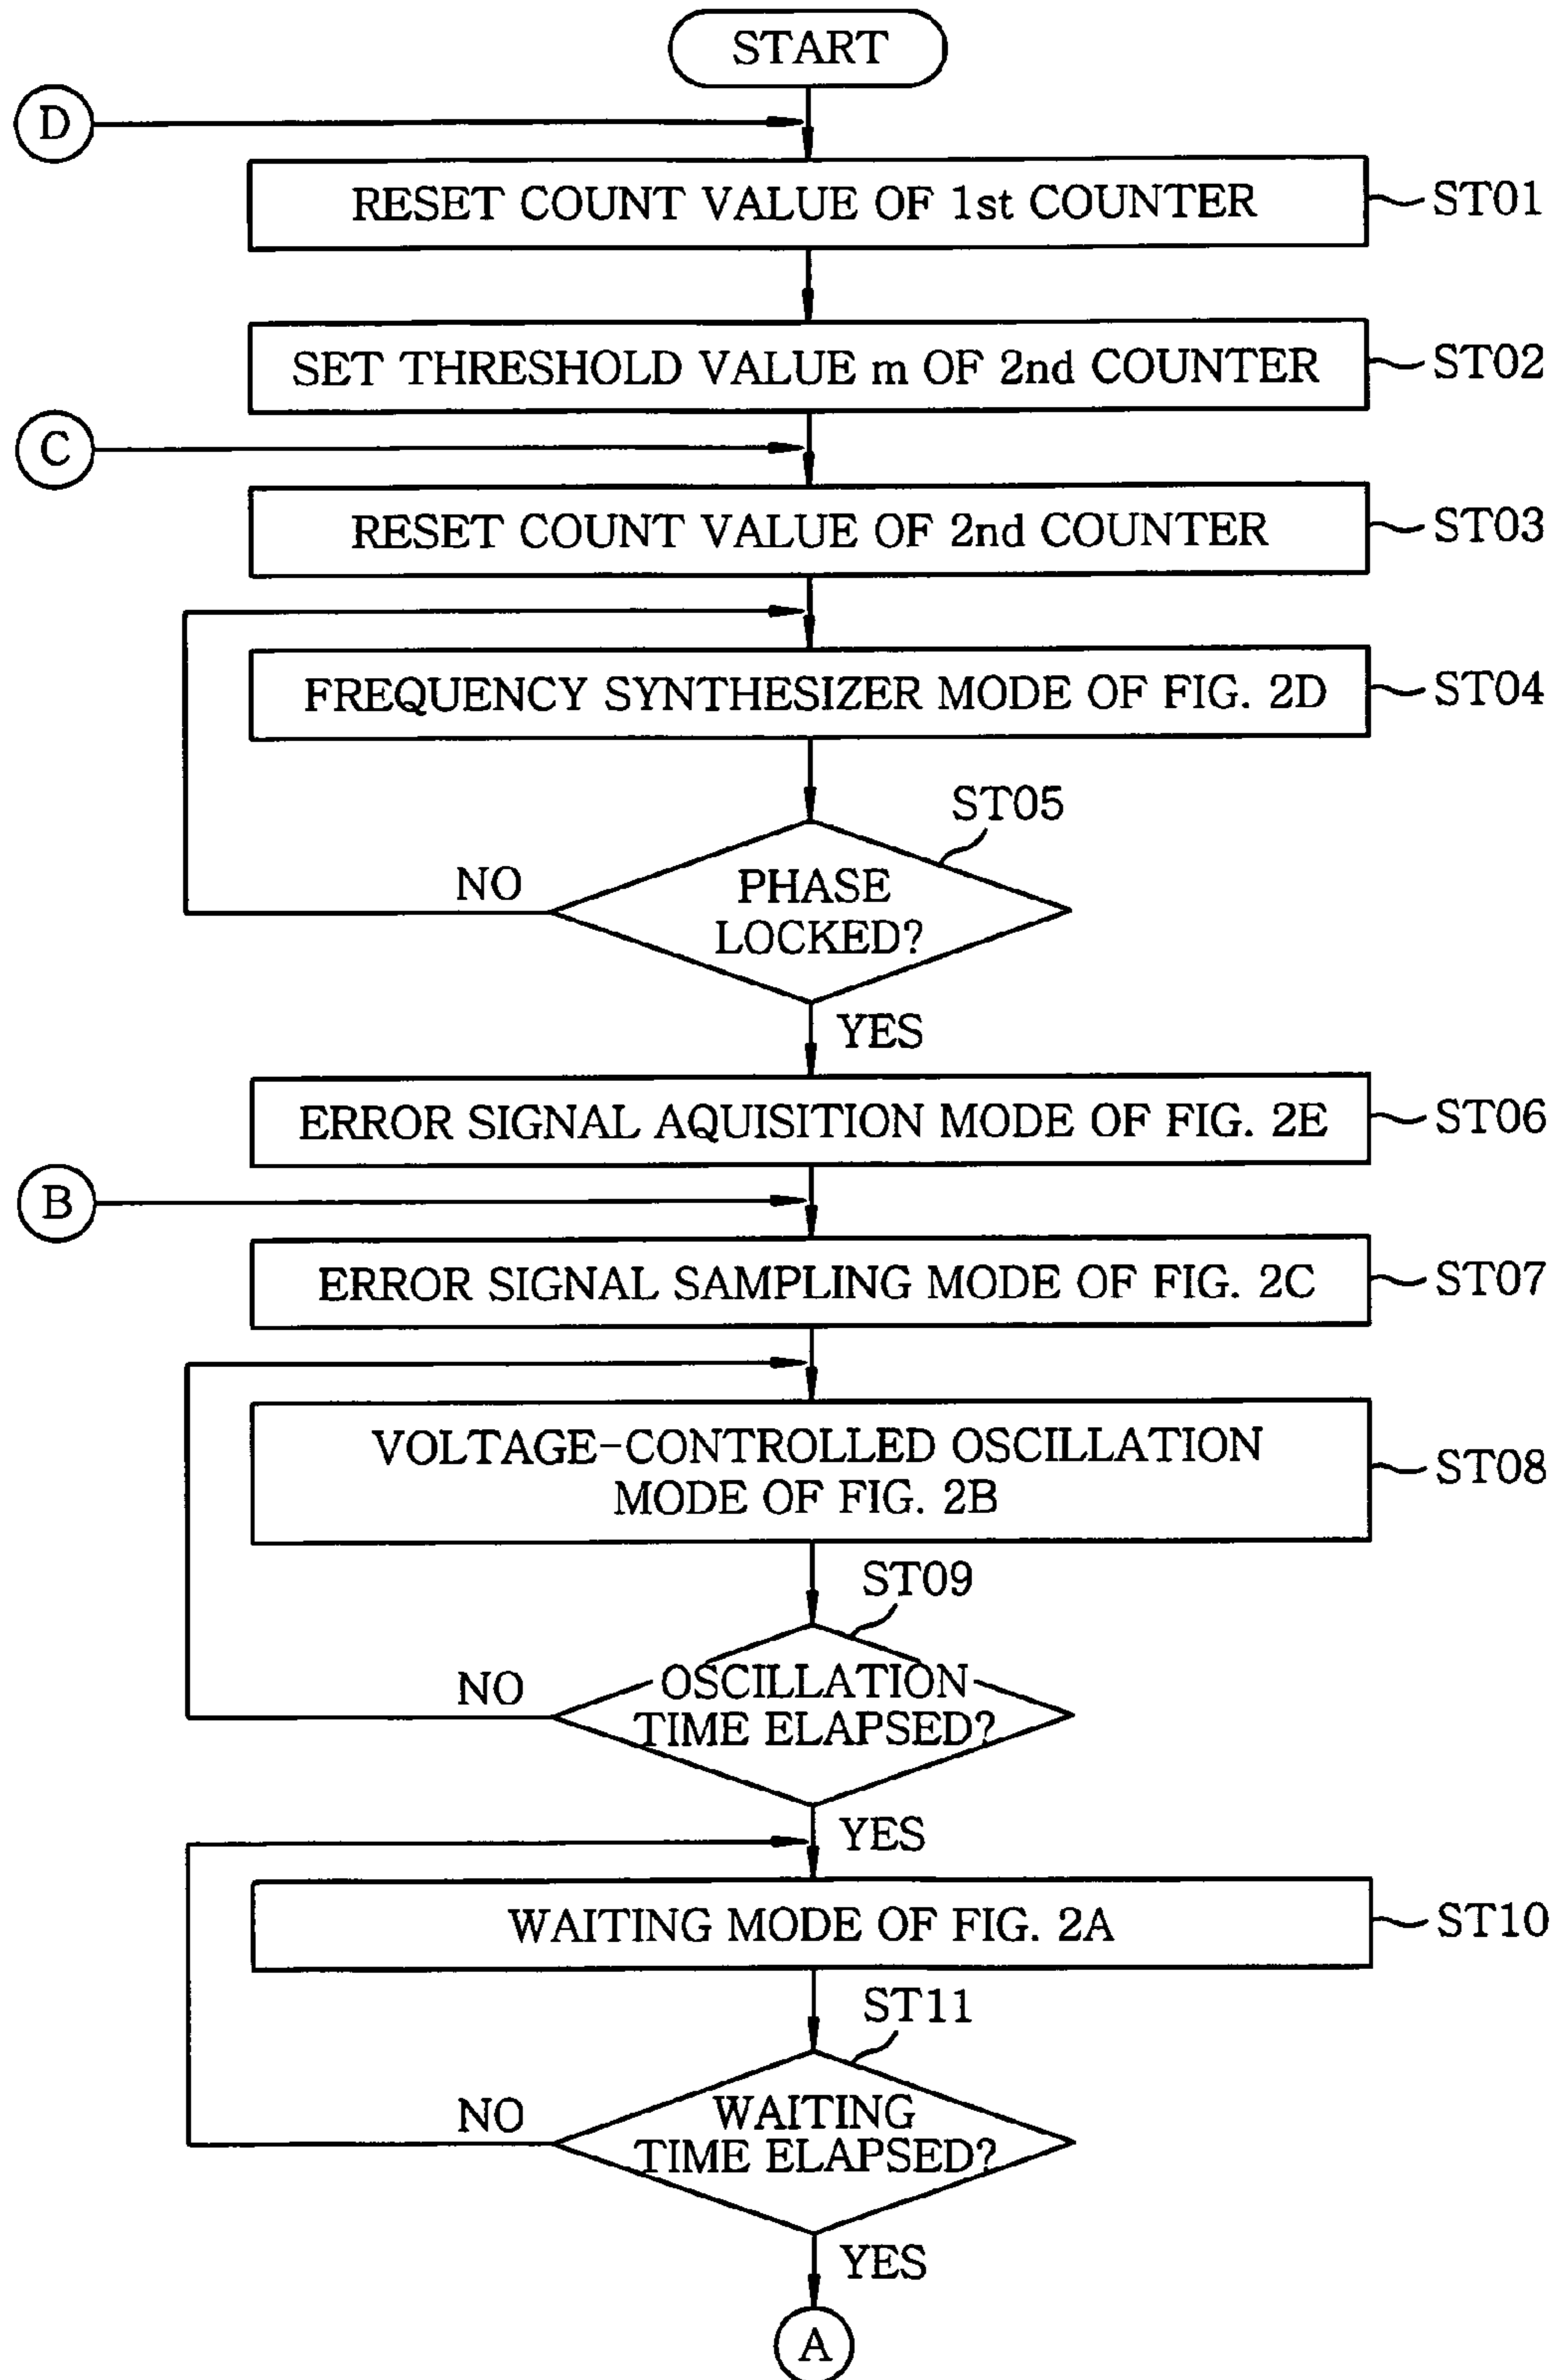 START
D
RESET COUNT VALUE OF 1st COUNTER
ST01
SET THRESHOLD VALUE m OF 2nd COUNTER
ST02
C
RESET COUNT VALUE OF 2nd COUNTER
ST03
FREQUENCY SYNTHESIZER MODE OF FIG. 2D
ST04
ST05
NO
PHASE
LOCKED?
YES
ERROR SIGNAL AQUISITION MODE OF FIG. 2E
ST06
B
ERROR SIGNAL SAMPLING MODE OF FIG. 2C
ST07
VOLTAGE-CONTROLLED OSCILLATION
MODE OF FIG. 2B
ST08
ST09
NO
OSCILLATION
TIME ELAPSED?
YES
WAITING MODE OF FIG. 2A
ST10
ST11
NO
WAITING
TIME ELAPSED?
YES
A